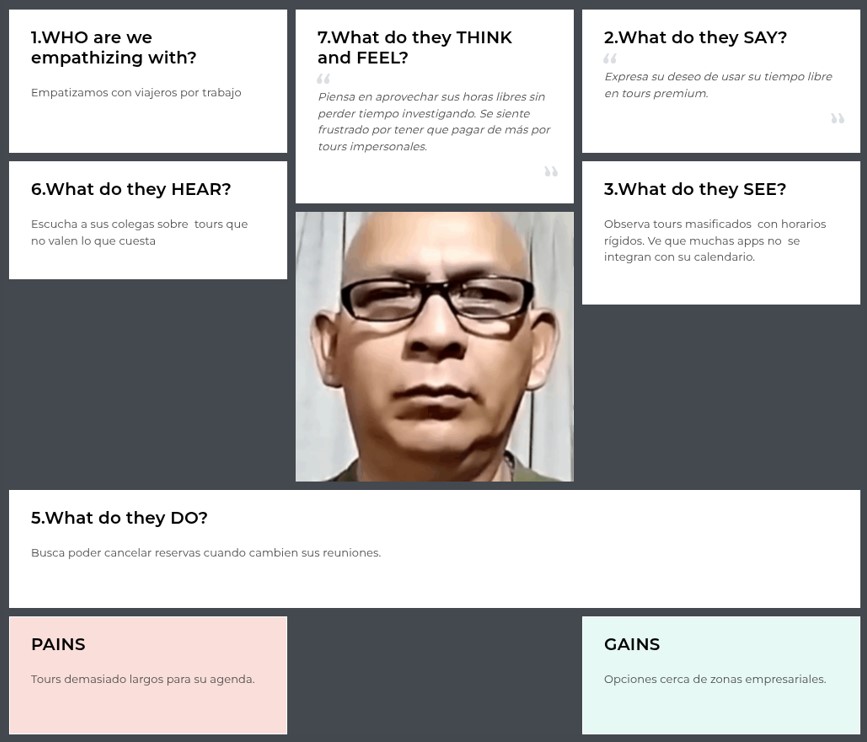 1.WHO are we
empathizing with?
Empatizamos con viajeros por trabajo
7.What do they THINK
and FEEL?
“
Piensa en aprovechar sus horas libres sin
perder tiempo investigando. Se siente
frustrado por tener que pagar de más por
tours impersonales.
”
2.What do they SAY?
“
Expresa su deseo de usar su tiempo libre
en tours premium.
”
6.What do they HEAR?
Escucha a sus colegas sobre  tours que
no valen lo que cuesta
3.What do they SEE?
Observa tours masificados  con horarios
rígidos. Ve que muchas apps no  se
integran con su calendario.
5.What do they DO?
Busca poder cancelar reservas cuando cambien sus reuniones.
PAINS
Tours demasiado largos para su agenda.
GAINS
Opciones cerca de zonas empresariales.